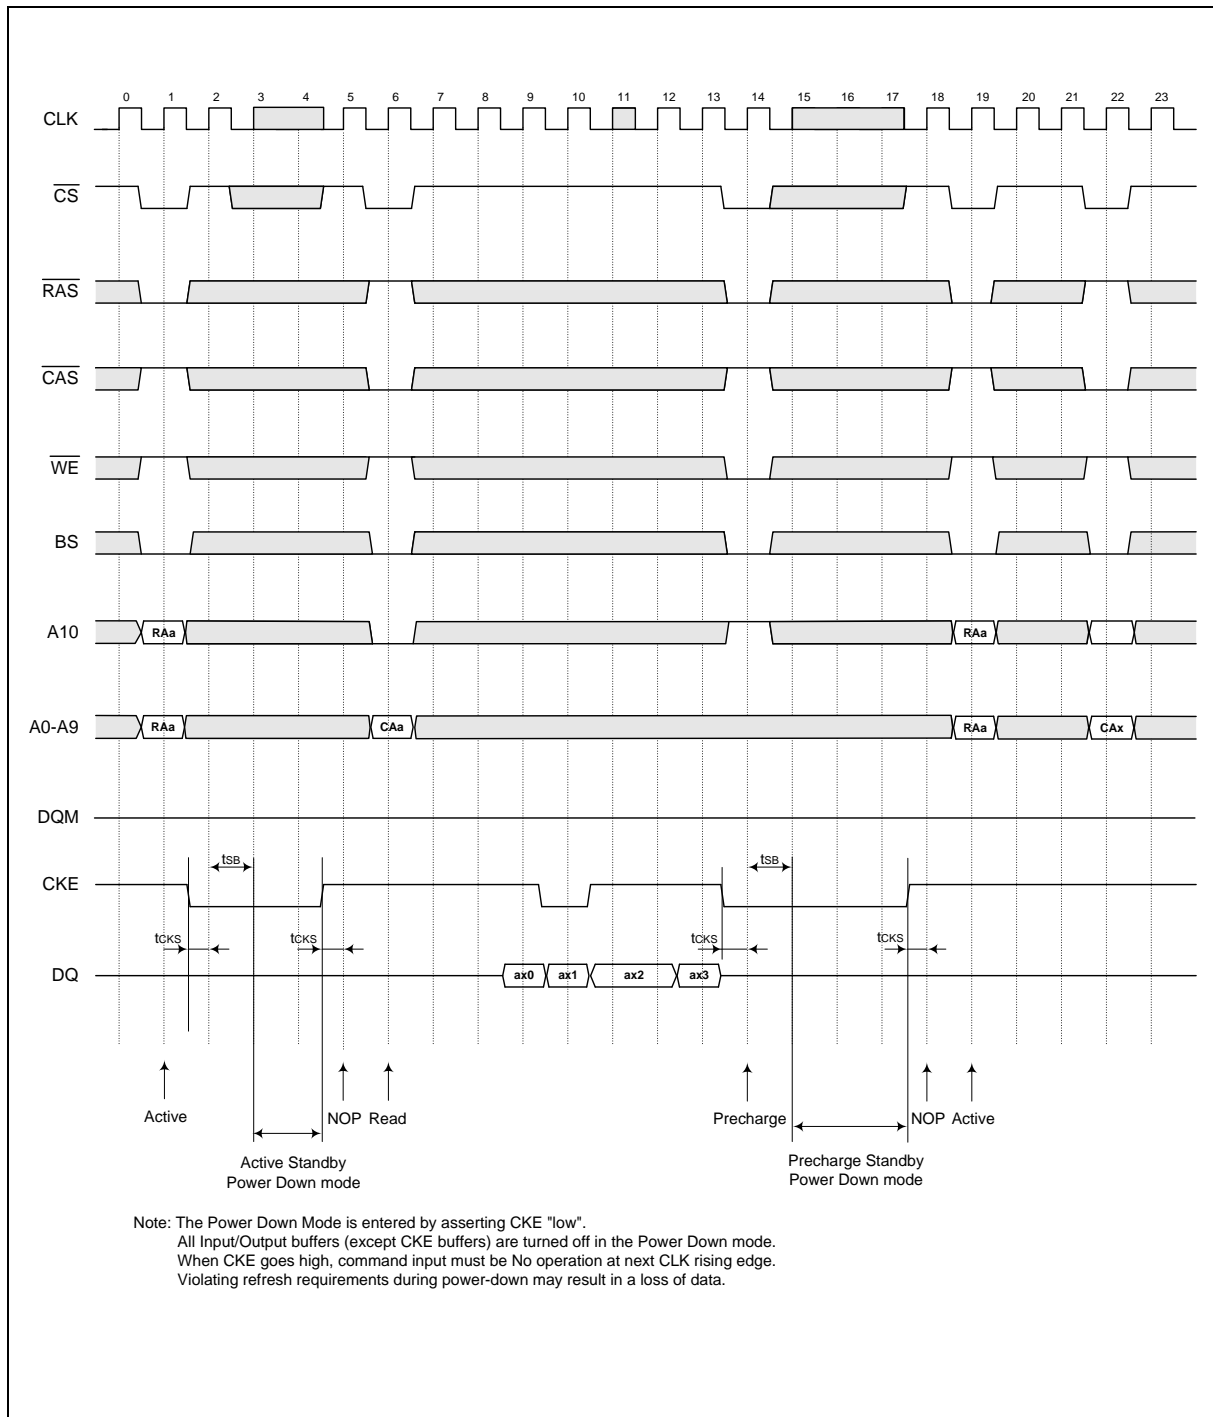 0 1 2 3 4 5 6 7 8 9 10 11 12 13 14 15 16 17 18 19 20 21 22 23
CLK
CS
RAS
CAS
WE
BS
A10 RAa RAa
A0-A9 RAa CAa RAa CAx
DQM
tSB tSB
CKE
tCKS tCKS tCKS tCKS
DQ ax0 ax1 ax2 ax3
Active NOP Read Precharge NOP Active
Active Standby
Power Down mode
Precharge Standby
Power Down mode
Note: The Power Down Mode is entered by asserting CKE "low".
All Input/Output buffers (except CKE buffers) are turned off in the Power Down mode.
When CKE goes high, command input must be No operation at next CLK rising edge.
Violating refresh requirements during power-down may result in a loss of data.